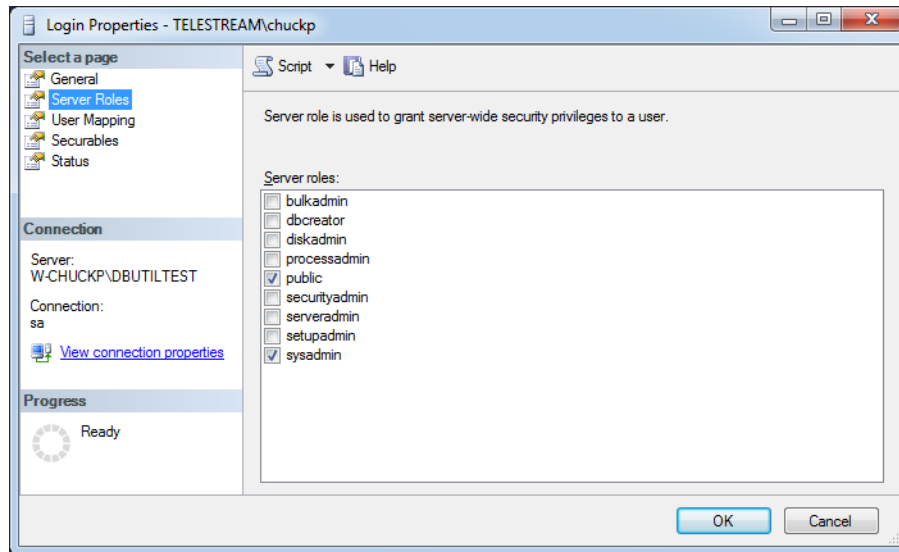 Login Properties - TELESTREAM\chuckp
Select a page
General
Server Roles
User Mapping
Securables
Status
Script
Help
Server role is used to grant server-wide security privileges to a user.
Server roles:
bulkadmin
dbcreator
diskadmin
processadmin
public
securityadmin
serveradmin
setupadmin
sysadmin
Connection
Server:
W-CHUCKP\DBUTILTEST
Connection:
sa
View connection properties
Progress
Ready
OK
Cancel